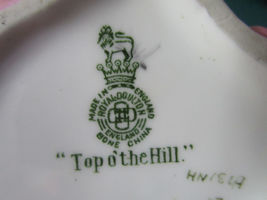 MADE IN ENGLAND
ROYAL DOULTON
ENGLAND
BONE CHINA
"Top o' the Hill."